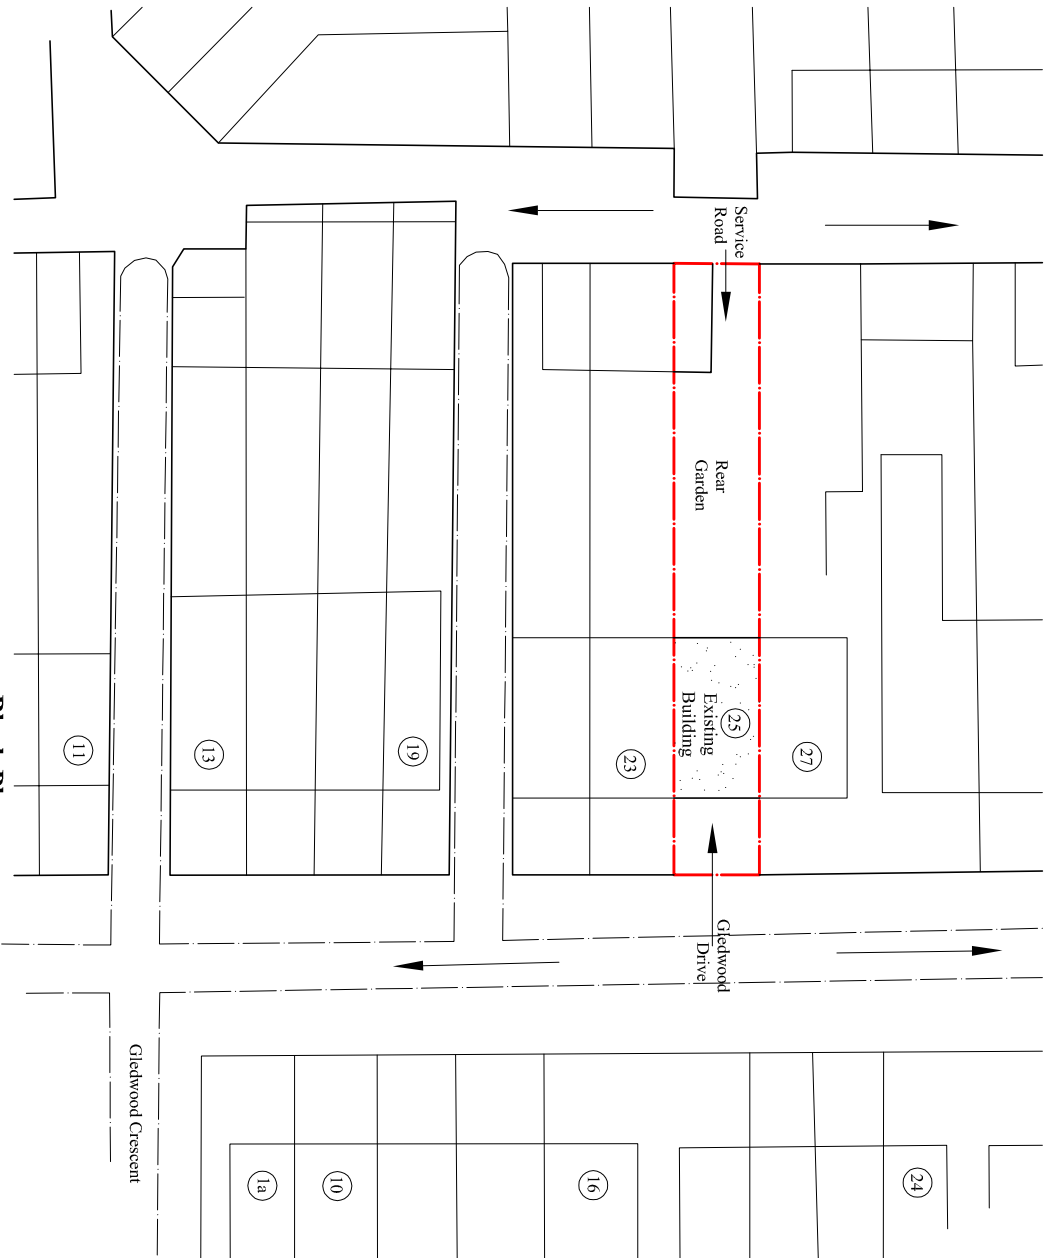 Service
Road
Rear
Garden
Existing
Building
25
27
23
19
13
11
Gledwood
Drive
Gledwood Crescent
1a
10
16
24